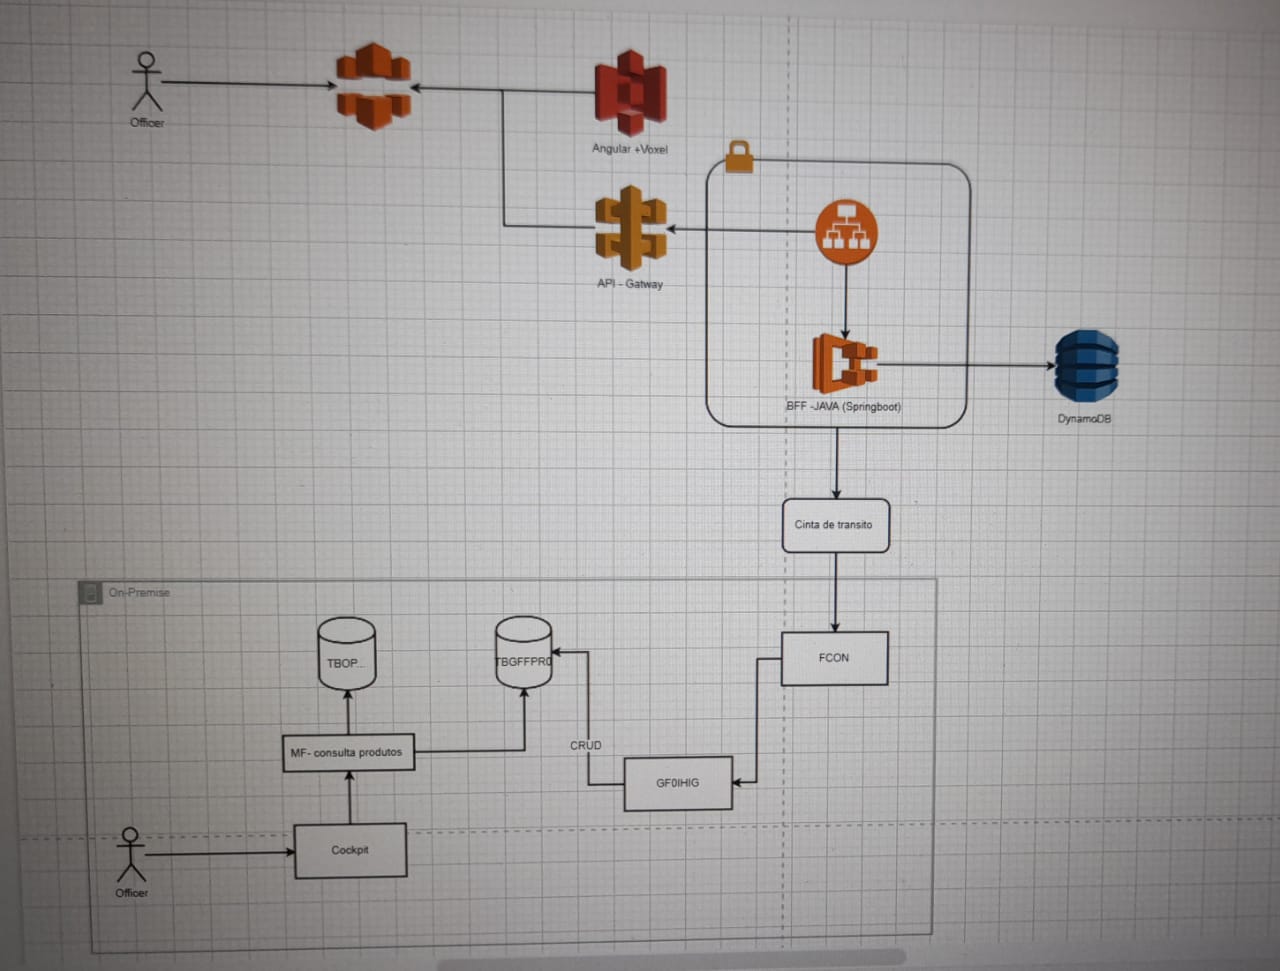 Officer
Angular +Voxel
API - Gatway
BFF -JAVA (Springboot)
DynamoDB
Cinta de transito
On-Premise
TBOP...
TBGFFPR0
FCON
CRUD
MF- consulta produtos
GF0IHIG
Cockpit
Officer